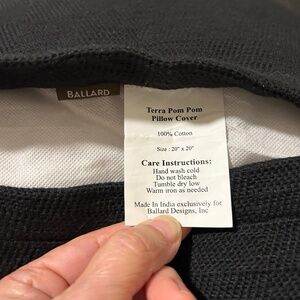 BALLARD
Terra Pom Pom
Pillow Cover
100% Cotton
Size : 20" x 20"
Care Instructions:
Hand wash cold
Do not bleach
Tumble dry low
Warm iron as needed
Made In India exclusively for
Ballard Designs, Inc